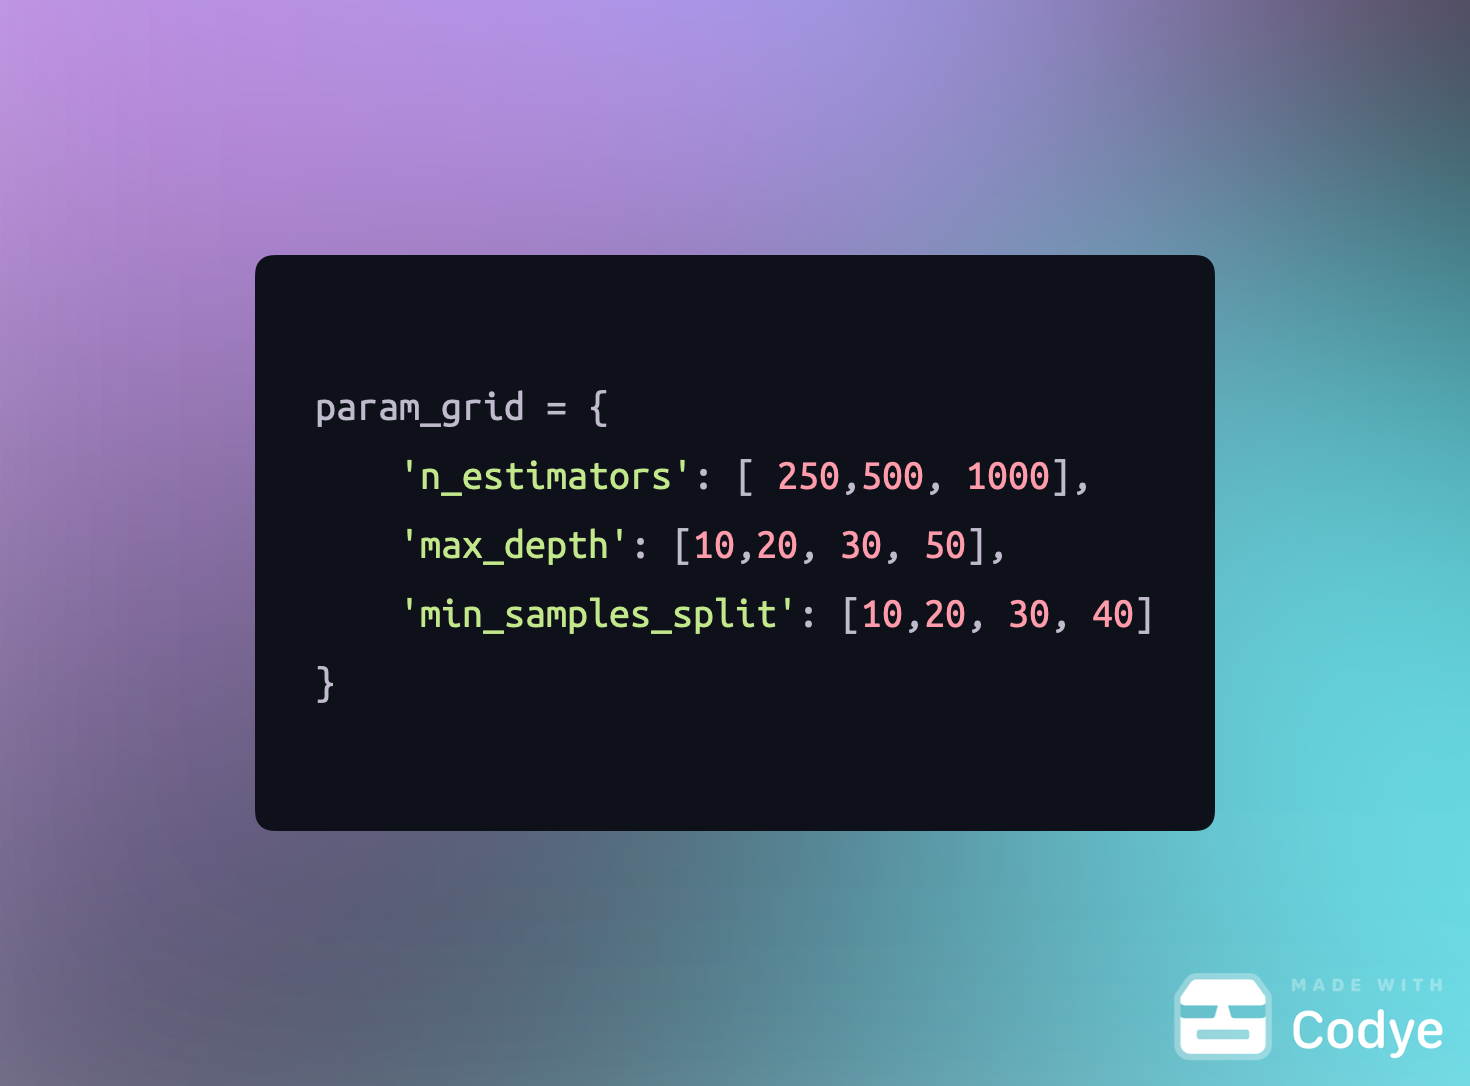 param_grid = {
    'n_estimators': [ 250,500, 1000],
    'max_depth': [10,20, 30, 50],
    'min_samples_split': [10,20, 30, 40]
}
MADE WITH
Codye